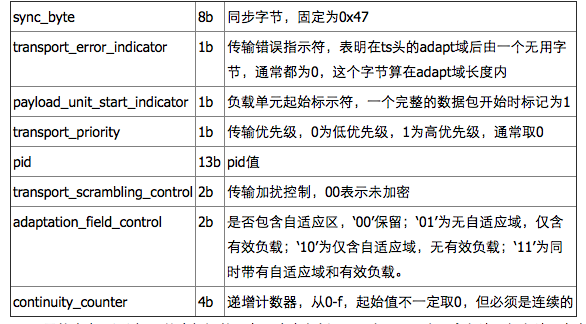 sync_byte 8b 同步字节，固定为0x47
transport_error_indicator 1b 传输错误指示符，表明在ts头的adapt域后由一个无用字
节，通常都为0，这个字节算在adapt域长度内
payload_unit_start_indicator 1b 负载单元起始标示符，一个完整的数据包开始时标记为1
transport_priority 1b 传输优先级，0为低优先级，1为高优先级，通常取0
pid 13b pid值
transport_scrambling_control 2b 传输加扰控制，00表示未加密
adaptation_field_control 2b 是否包含自适应区，‘00’保留；‘01’为无自适应域，仅含
有效负载；‘10’为仅含自适应域，无有效负载；‘11’为同
时带有自适应域和有效负载。
continuity_counter 4b 递增计数器，从0-f，起始值不一定取0，但必须是连续的